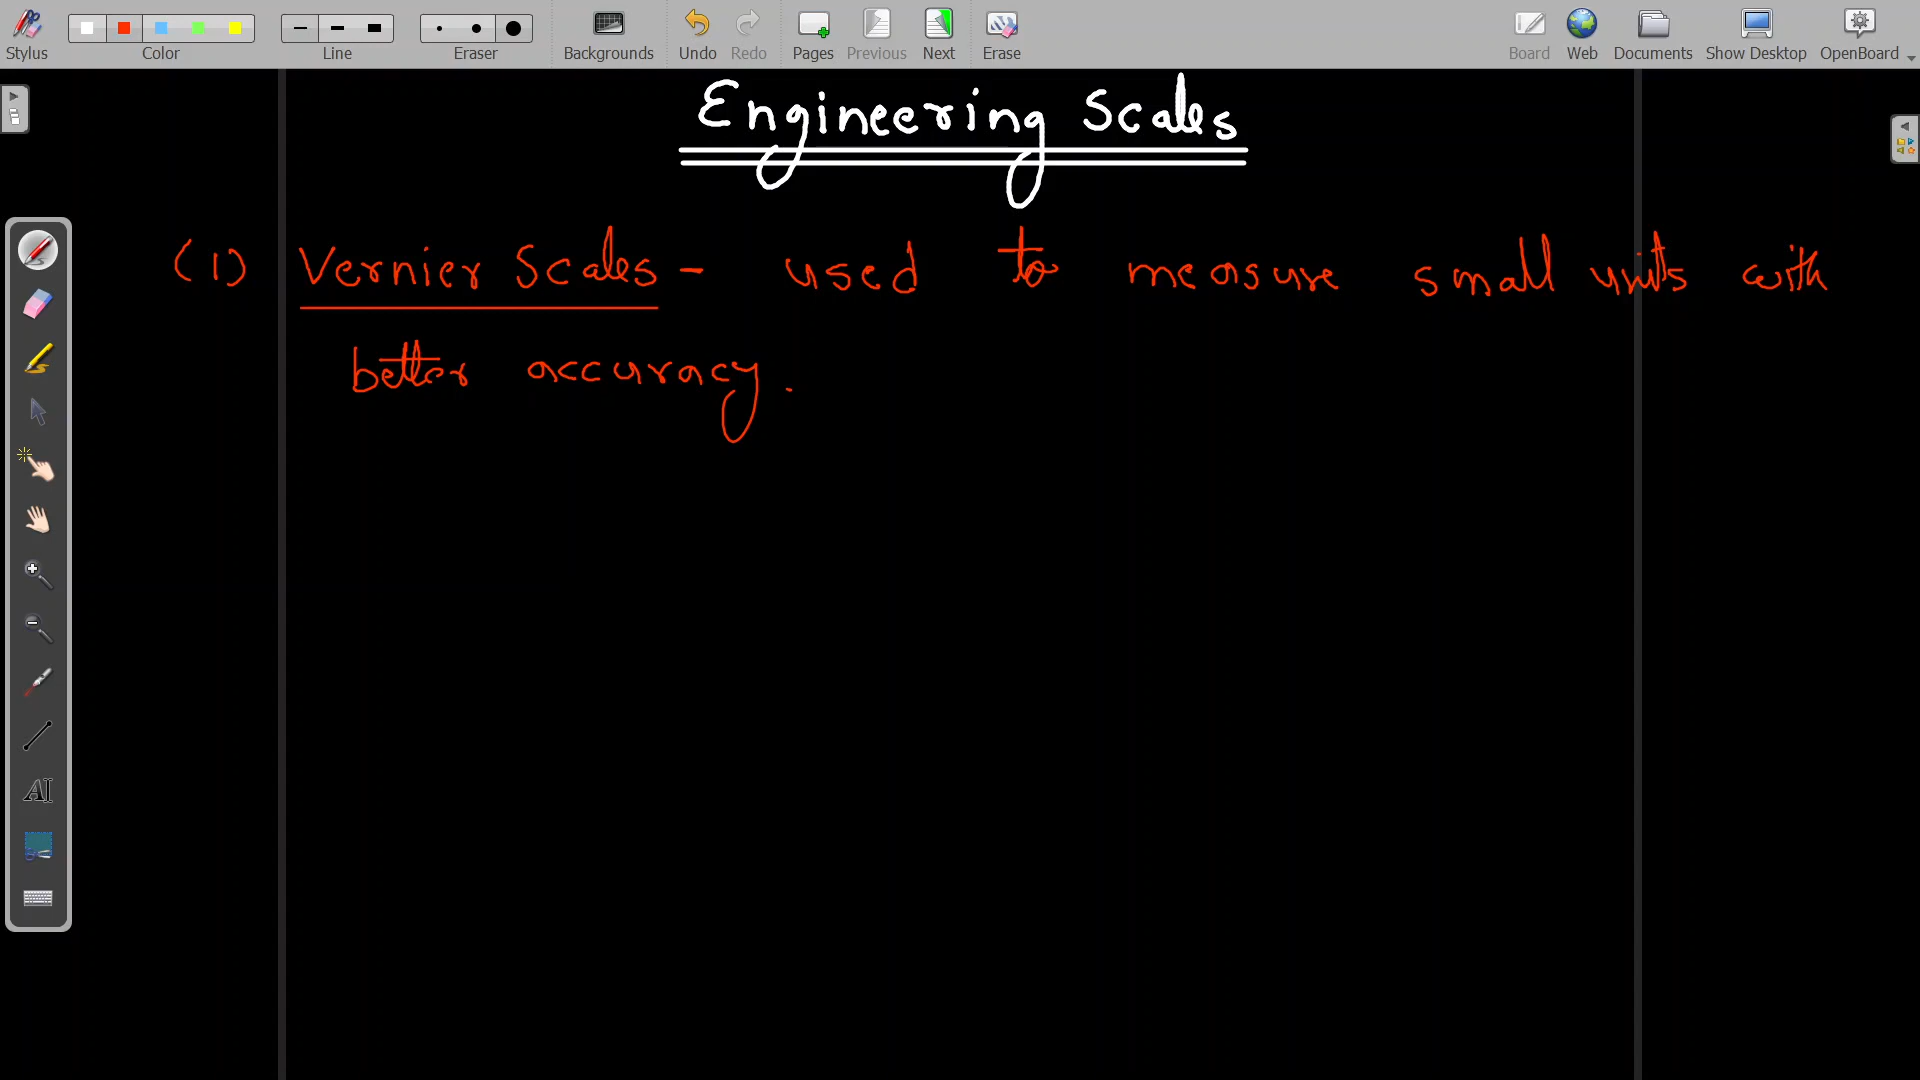 Stylus Color Line Eraser Backgrounds Undo Redo Pages Previous Next Erase Board Web Documents Show Desktop OpenBoard
Engineering Scales
(1) Vernier Scales - used to measure small units with
better accuracy.
AI